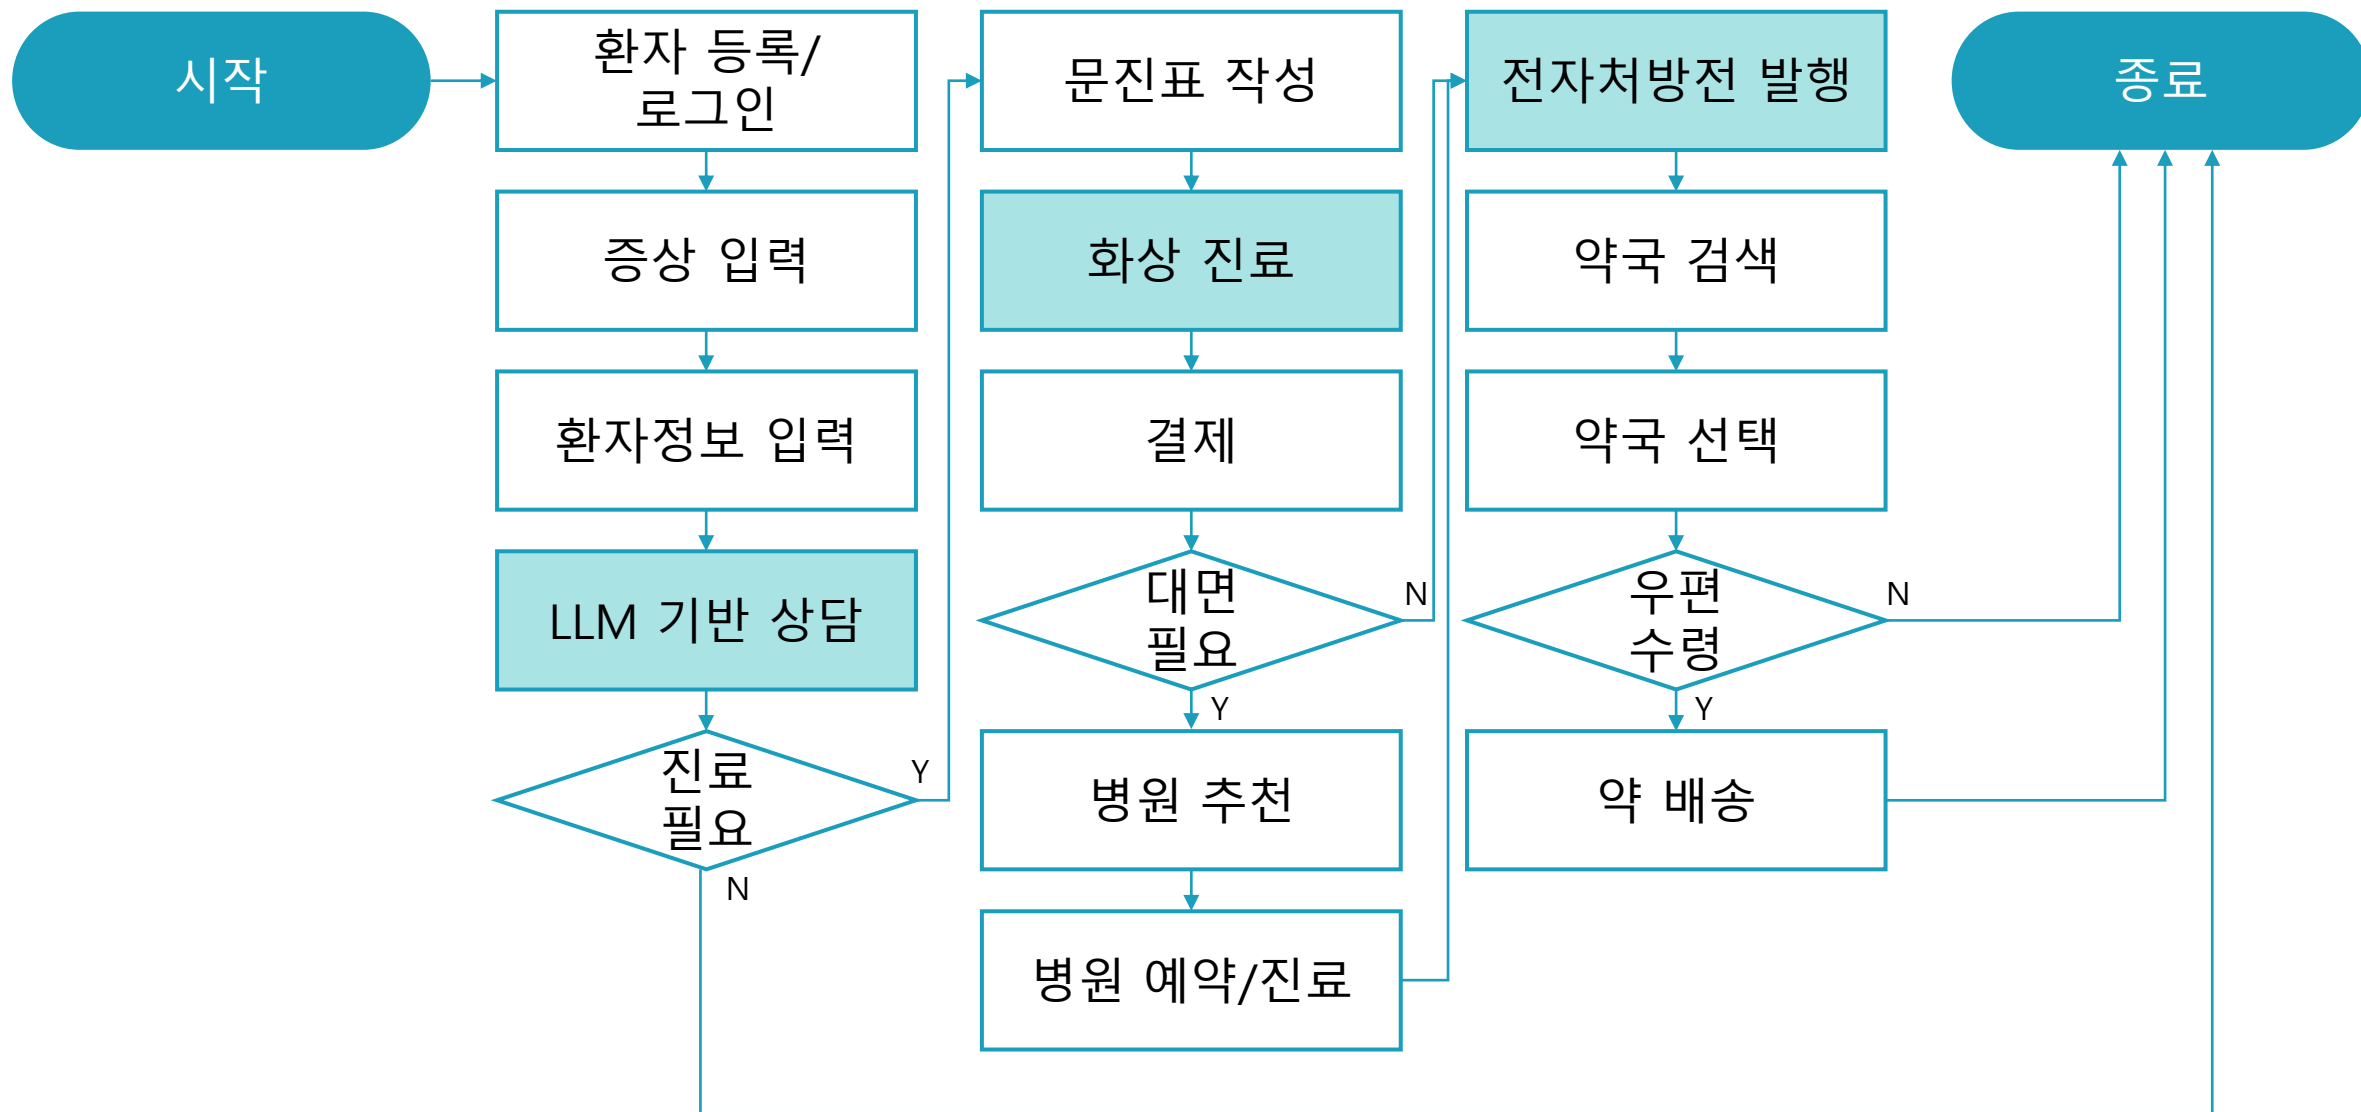 시작
환자 등록/
로그인
증상 입력
환자정보 입력
LLM 기반 상담
진료
필요
Y
N
문진표 작성
화상 진료
결제
대면
필요
N
Y
병원 추천
병원 예약/진료
전자처방전 발행
약국 검색
약국 선택
우편
수령
N
Y
약 배송
종료